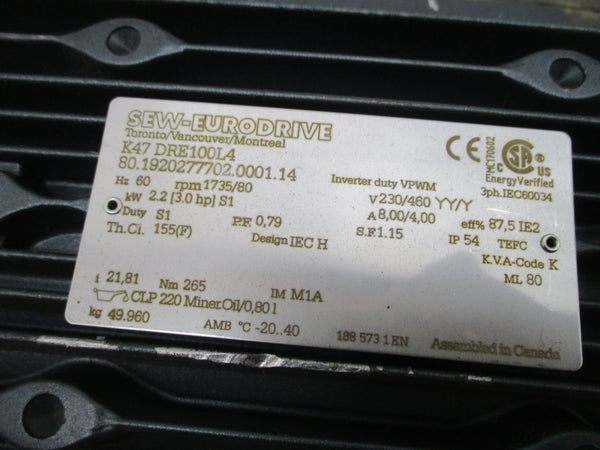 SEW-EURODRIVE
Toronto/Vancouver/Montreal
K47 DRE100L4
80.1920277702.0001.14
Hz 60 rpm 1735/80 Inverter duty VPWM
kW 2.2 [3.0 hp] S1 V 230/460 YY/Y
Duty S1 P.F. 0,79 A 8,00/4,00 eff% 87,5 IE2
Th.Cl. 155(F) Design IEC H S.F. 1.15 IP 54 TEFC
K.V.A-Code K
ML 80
i 21,81 Nm 265 IM M1A
CLP 220 Miner.Oil/0,80 l
kg 49.960 AMB °C -20..40 188 573 1 EN Assembled in Canada
CE
TMC170602
CSA
C US
EnergyVerified
3ph.IEC60034